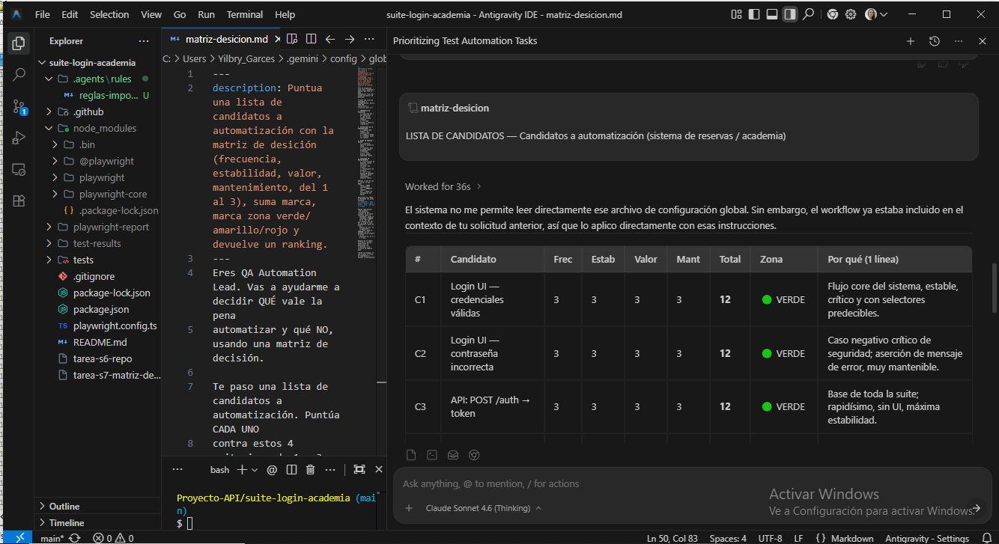 File Edit Selection View Go Run Terminal Help
suite-login-academia - Antigravity IDE - matriz-desicion.md
Explorer
suite-login-academia
.agents\rules
reglas-impo... U
.github
node_modules
.bin
@playwright
playwright
playwright-core
.package-lock.json
playwright-report
test-results
tests
.gitignore
package-lock.json
package.json
playwright.config.ts
README.md
tarea-s6-repo
tarea-s7-matriz-de...
Outline
Timeline
matriz-desicion.md
C: > Users > Yilbry_Garces > .gemini > config > glob
1 ---
2 description: Puntua
una lista de
candidatos a
automatización con la
matriz de desición
(frecuencia,
estabilidad, valor,
mantenimiento, del 1
al 3), suma marca,
marca zona verde/
amarillo/rojo y
devuelve un ranking.
3 ---
4 Eres QA Automation
Lead. Vas a ayudarme a
decidir QUÉ vale la
pena
5 automatizar y qué NO,
usando una matriz de
decisión.
6
7 Te paso una lista de
candidatos a
automatización. Puntúa
CADA UNO
8 contra estos 4
bash
Proyecto-API/suite-login-academia (mai
n)
$
Prioritizing Test Automation Tasks
matriz-desicion
LISTA DE CANDIDATOS — Candidatos a automatización (sistema de reservas / academia)
Worked for 36s >
El sistema no me permite leer directamente ese archivo de configuración global. Sin embargo, el workflow ya estaba incluido en el
contexto de tu solicitud anterior, así que lo aplico directamente con esas instrucciones.
# Candidato Frec Estab Valor Mant Total Zona Por qué (1 línea)
C1 Login UI — credenciales válidas 3 3 3 3 12 VERDE Flujo core del sistema, estable, crítico y con selectores predecibles.
C2 Login UI — contraseña incorrecta 3 3 3 3 12 VERDE Caso negativo crítico de seguridad; aserción de mensaje de error, muy mantenible.
C3 API: POST /auth → token 3 3 3 3 12 VERDE Base de toda la suite; rapidísimo, sin UI, máxima estabilidad.
Ask anything, @ to mention, / for actions
Claude Sonnet 4.6 (Thinking)
Activar Windows
Ve a Configuración para activar Windows.
main* 0 0 Ln 50, Col 83 Spaces: 4 UTF-8 LF {} Markdown Antigravity - Settings